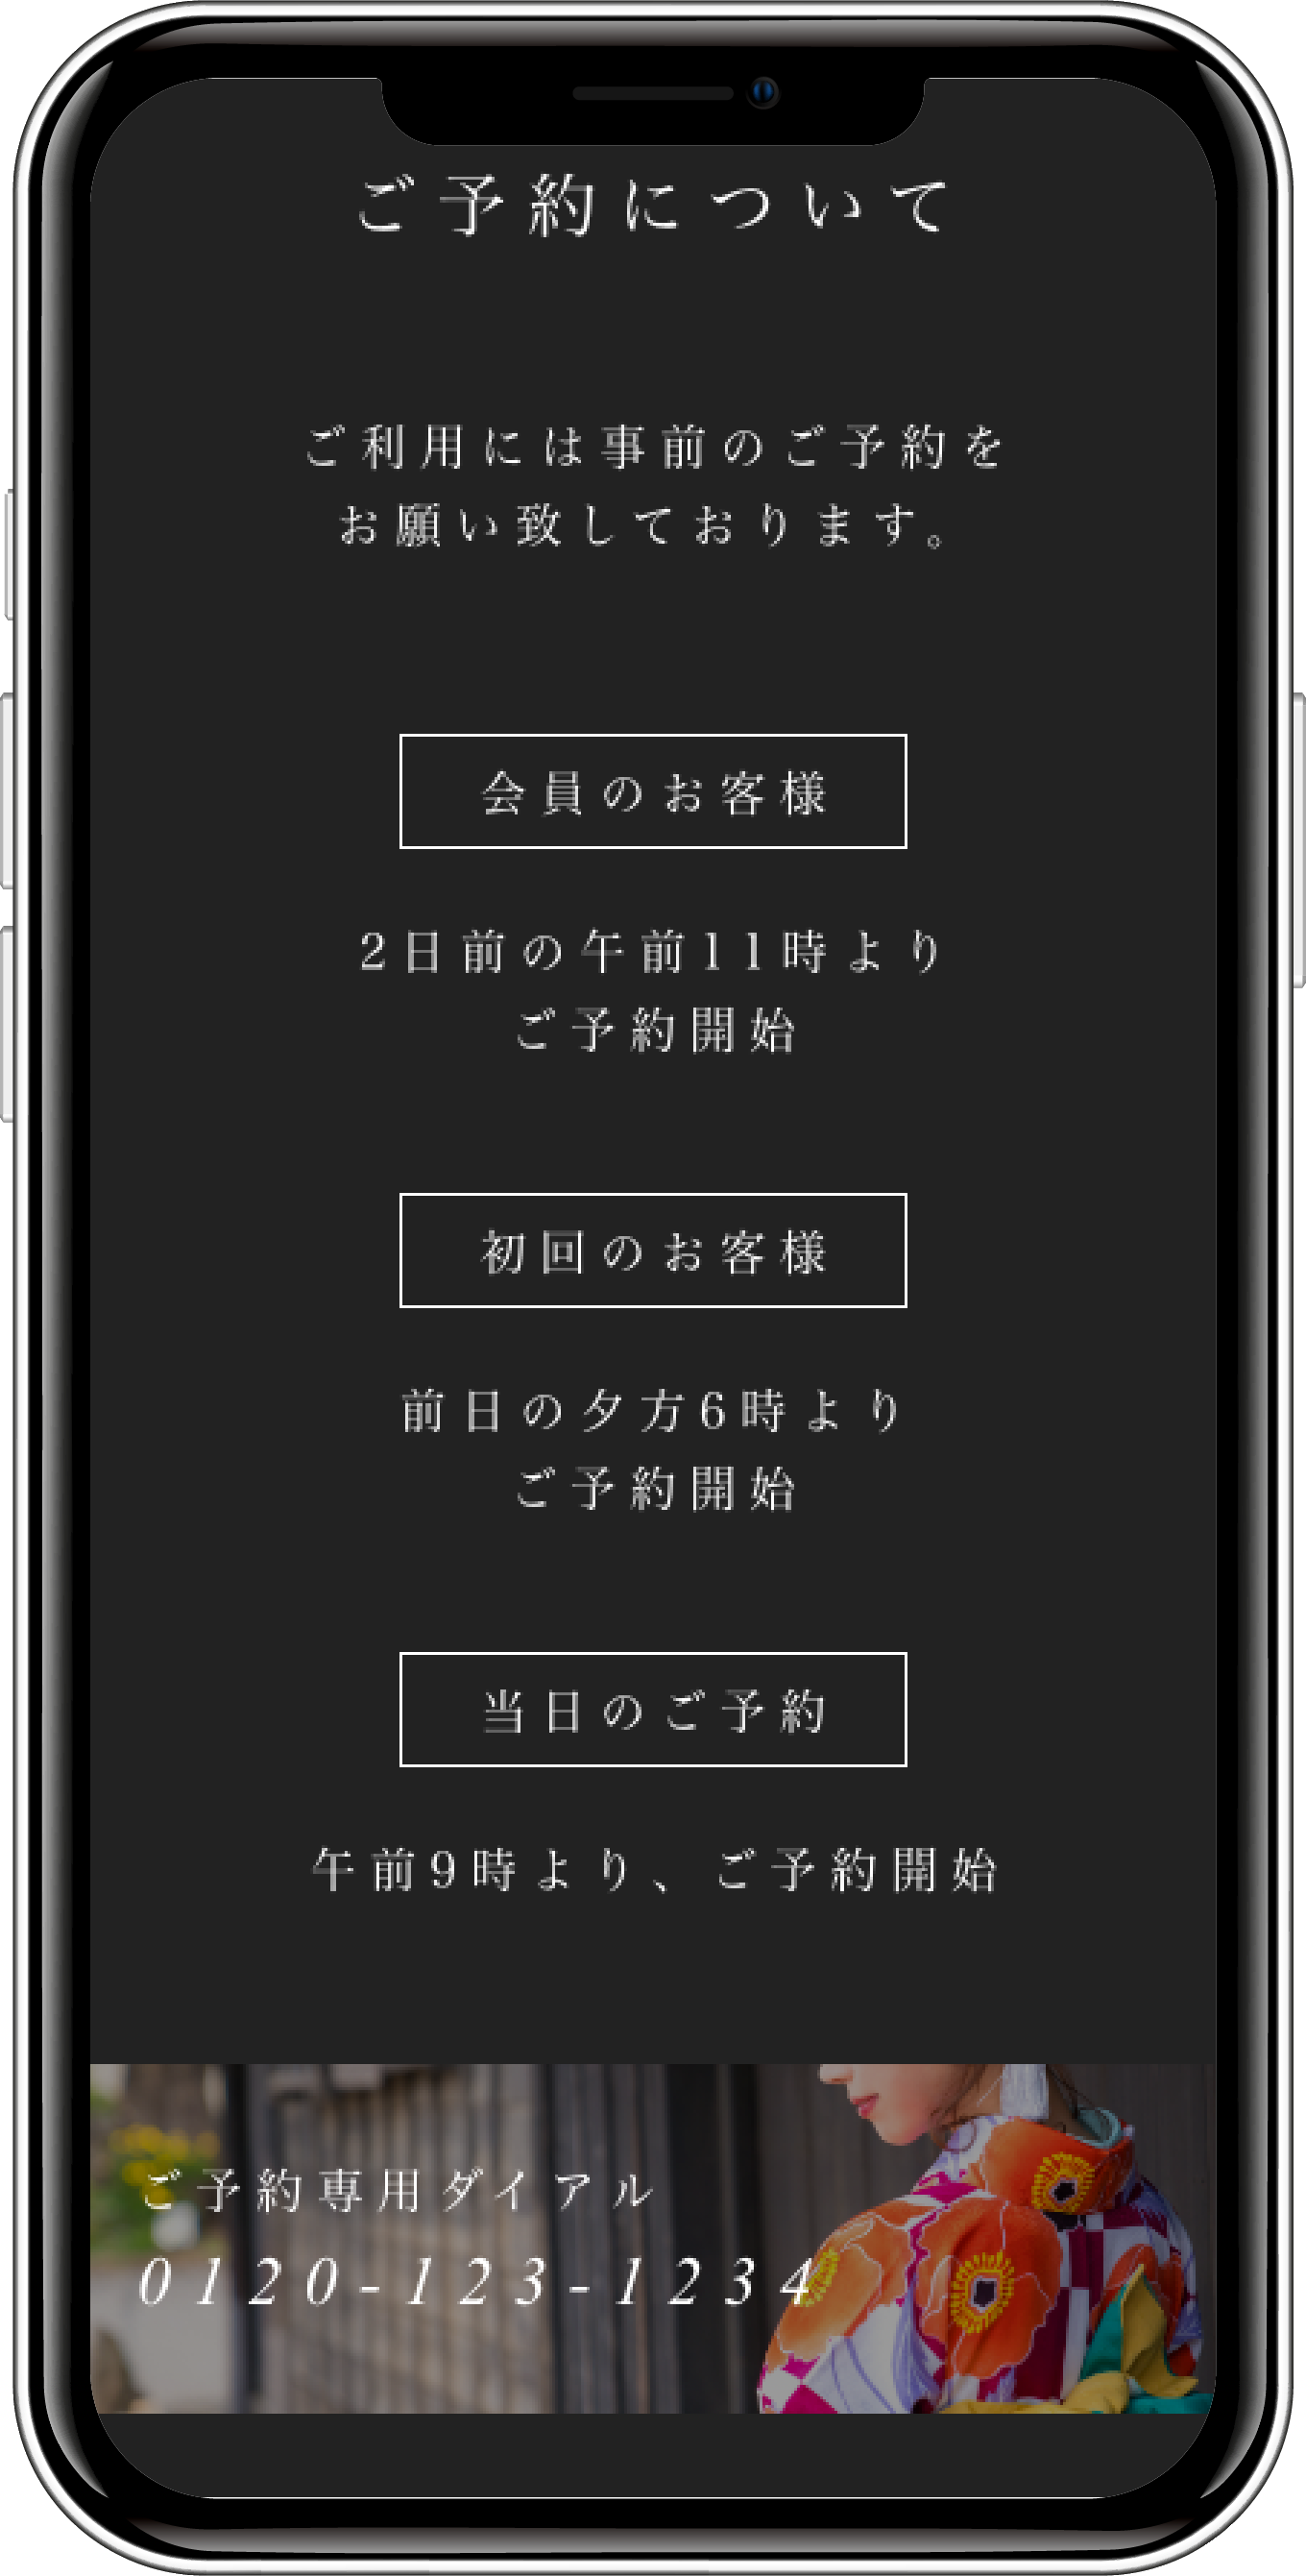 ご予約について
ご利用には事前のご予約を
お願い致しております。
会員のお客様
2日前の午前11時より
ご予約開始
初回のお客様
前日の夕方6時より
ご予約開始
当日のご予約
午前9時より、ご予約開始
ご予約専用ダイアル
0120-123-1234